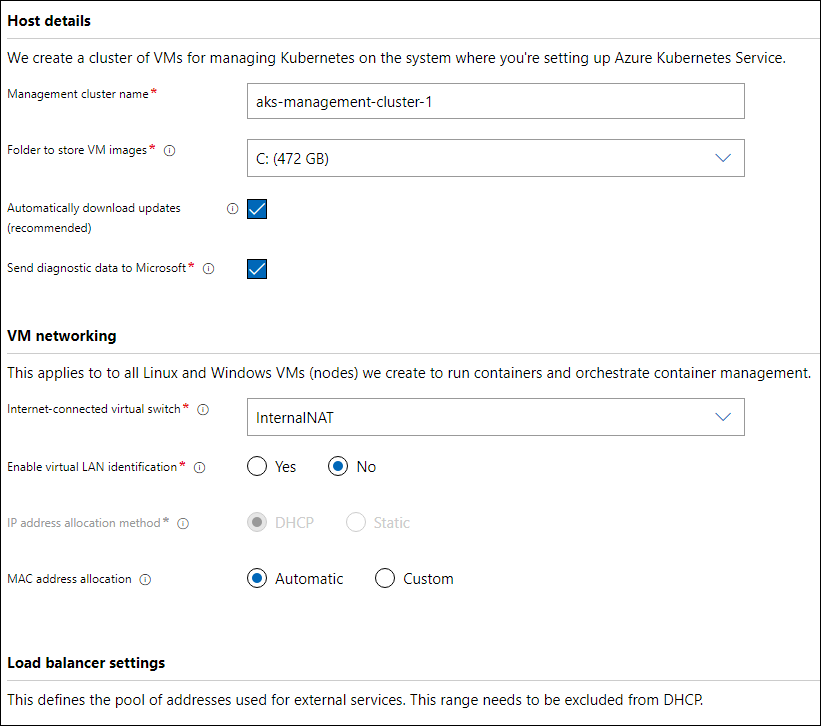 Host details
We create a cluster of VMs for managing Kubernetes on the system where you're setting up Azure Kubernetes Service.
Management cluster name*
aks-management-cluster-1
Folder to store VM images*
C: (472 GB)
Automatically download updates
(recommended)
Send diagnostic data to Microsoft*
VM networking
This applies to to all Linux and Windows VMs (nodes) we create to run containers and orchestrate container management.
Internet-connected virtual switch*
InternalNAT
Enable virtual LAN identification*
Yes No
IP address allocation method*
DHCP Static
MAC address allocation
Automatic Custom
Load balancer settings
This defines the pool of addresses used for external services. This range needs to be excluded from DHCP.